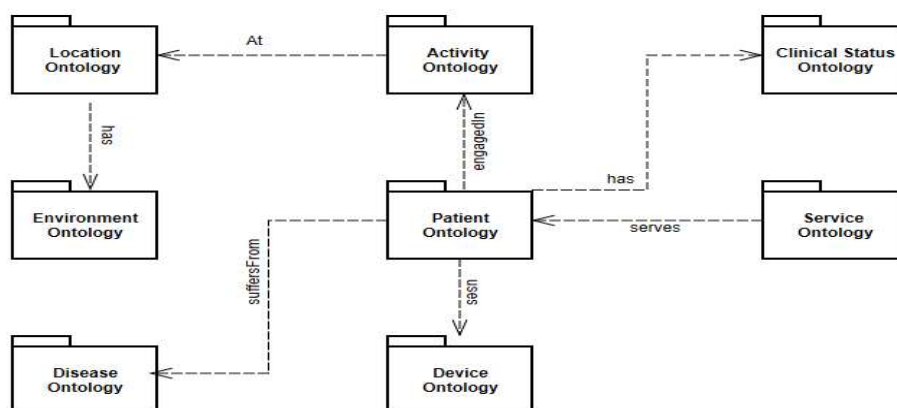 Location
Ontology
At
Activity
Ontology
Clinical Status
Ontology
has
engagedIn
Environment
Ontology
Patient
Ontology
has
serves
Service
Ontology
suffersFrom
uses
Disease
Ontology
Device
Ontology